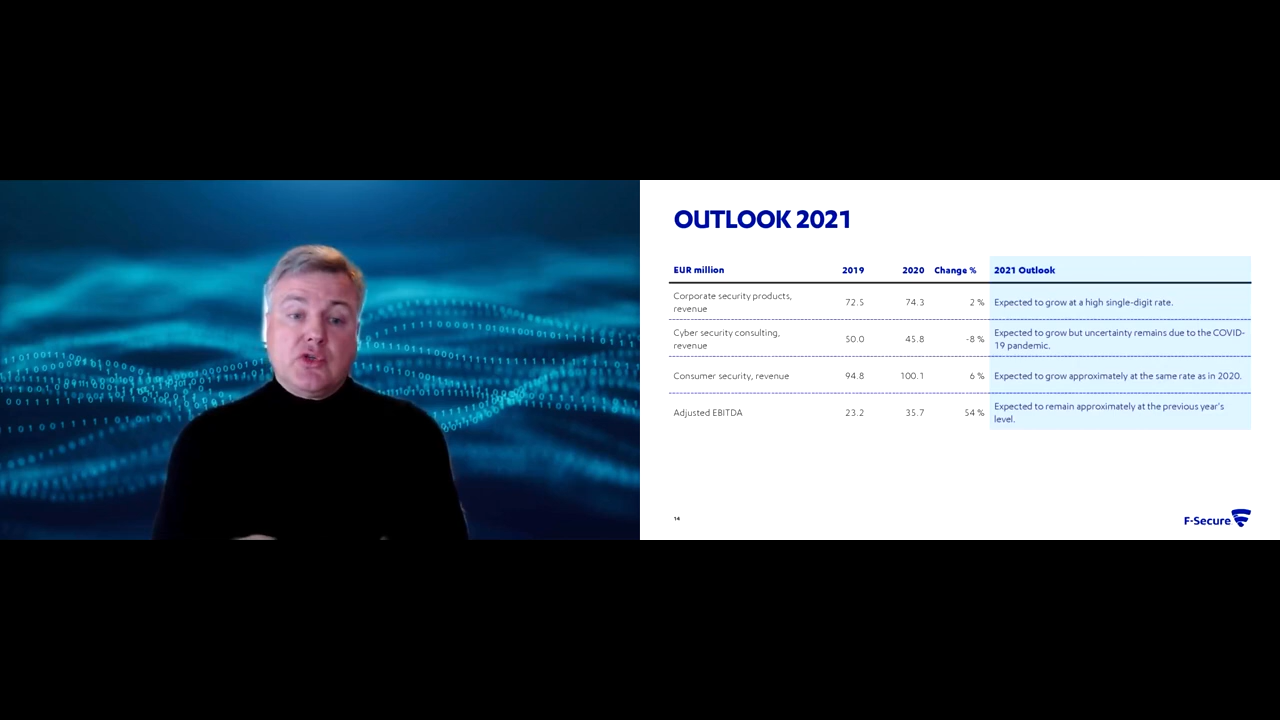 OUTLOOK 2021
EUR million 2019 2020 Change % 2021 Outlook
Corporate security products,
revenue 72.5 74.3 2 % Expected to grow at a high single-digit rate.
Cyber security consulting,
revenue 50.0 45.8 -8 % Expected to grow but uncertainty remains due to the COVID-
19 pandemic.
Consumer security, revenue 94.8 100.1 6 % Expected to grow approximately at the same rate as in 2020.
Adjusted EBITDA 23.2 35.7 54 % Expected to remain approximately at the previous year's
level.
14
F-Secure